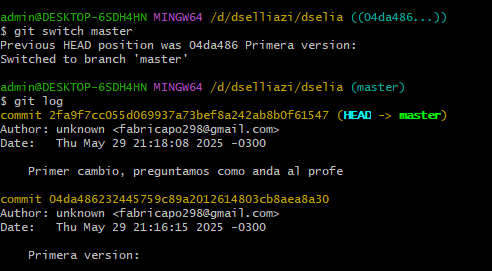 admin@DESKTOP-6SDH4HN MINGW64 /d/dselliazi/dselia ((04da486...))
$ git switch master
Previous HEAD position was 04da486 Primera version:
Switched to branch 'master'
admin@DESKTOP-6SDH4HN MINGW64 /d/dselliazi/dselia (master)
$ git log
commit 2fa9f7cc055d069937a73bef8a242ab8b0f61547 (HEAD -> master)
Author: unknown <fabricapo298@gmail.com>
Date:   Thu May 29 21:18:08 2025 -0300
Primer cambio, preguntamos como anda al profe
commit 04da486232445759c89a2012614803cb8aea8a30
Author: unknown <fabricapo298@gmail.com>
Date:   Thu May 29 21:16:15 2025 -0300
Primera version: